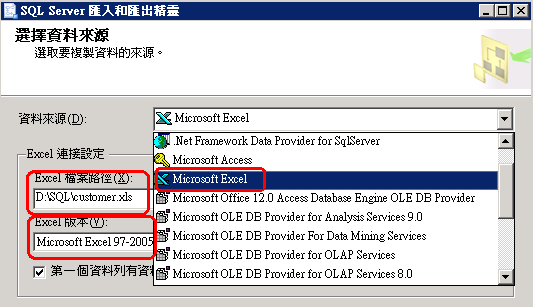 SQL Server 匯入和匯出精靈
選擇資料來源
選取要複製資料的來源。
資料來源(D):
Microsoft Excel
.Net Framework Data Provider for SqlServer
Microsoft Access
Microsoft Excel
Microsoft Office 12.0 Access Database Engine OLE DB Provider
Microsoft OLE DB Provider for Analysis Services 9.0
Microsoft OLE DB Provider For Data Mining Services
Microsoft OLE DB Provider for OLAP Services
Microsoft OLE DB Provider for OLAP Services 8.0
Excel 連接設定
Excel 檔案路徑(X):
D:\SQL\customer.xls
Excel 版本(V):
Microsoft Excel 97-2005
第一個資料列有資料